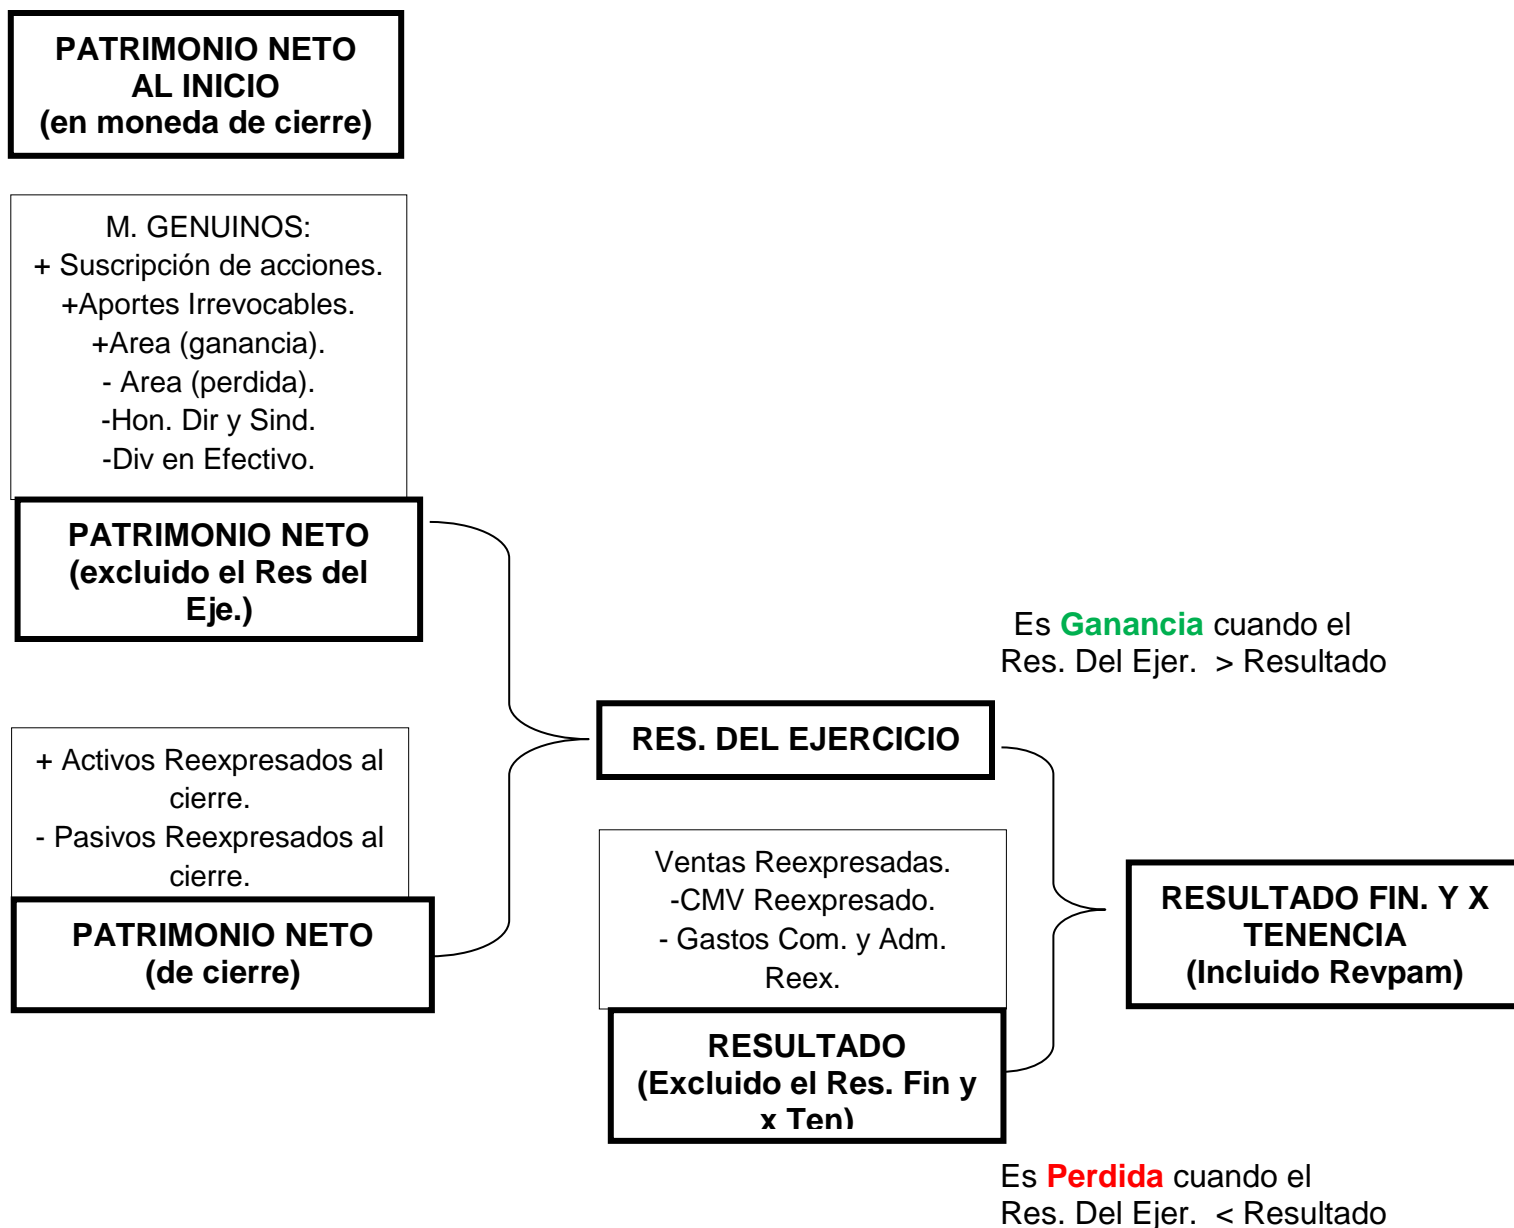 PATRIMONIO NETO
AL INICIO
(en moneda de cierre)
M. GENUINOS:
+ Suscripción de acciones.
+Aportes Irrevocables.
+Area (ganancia).
- Area (perdida).
-Hon. Dir y Sind.
-Div en Efectivo.
PATRIMONIO NETO
(excluido el Res del
Eje.)
+ Activos Reexpresados al
cierre.
- Pasivos Reexpresados al
cierre.
PATRIMONIO NETO
(de cierre)
Es Ganancia cuando el
Res. Del Ejer.  > Resultado
RES. DEL EJERCICIO
Ventas Reexpresadas.
-CMV Reexpresado.
- Gastos Com. y Adm.
Reex.
RESULTADO
(Excluido el Res. Fin y
x Ten)
RESULTADO FIN. Y X
TENENCIA
(Incluido Revpam)
Es Perdida cuando el
Res. Del Ejer.  < Resultado